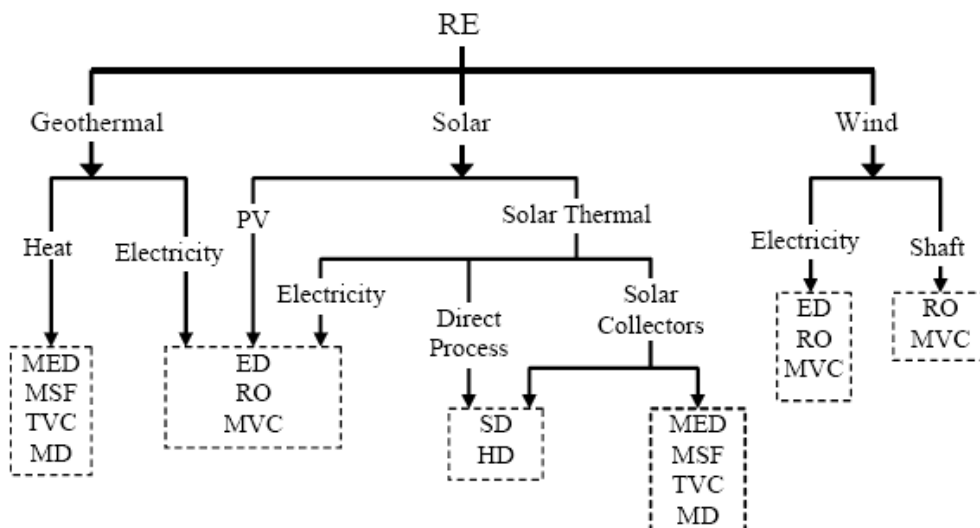 RE
Geothermal
Solar
Wind
PV
Solar Thermal
Heat
Electricity
Electricity
Shaft
Electricity
Direct
Process
Solar
Collectors
ED
RO
MVC
RO
MVC
MED
MSF
TVC
MD
ED
RO
MVC
SD
HD
MED
MSF
TVC
MD